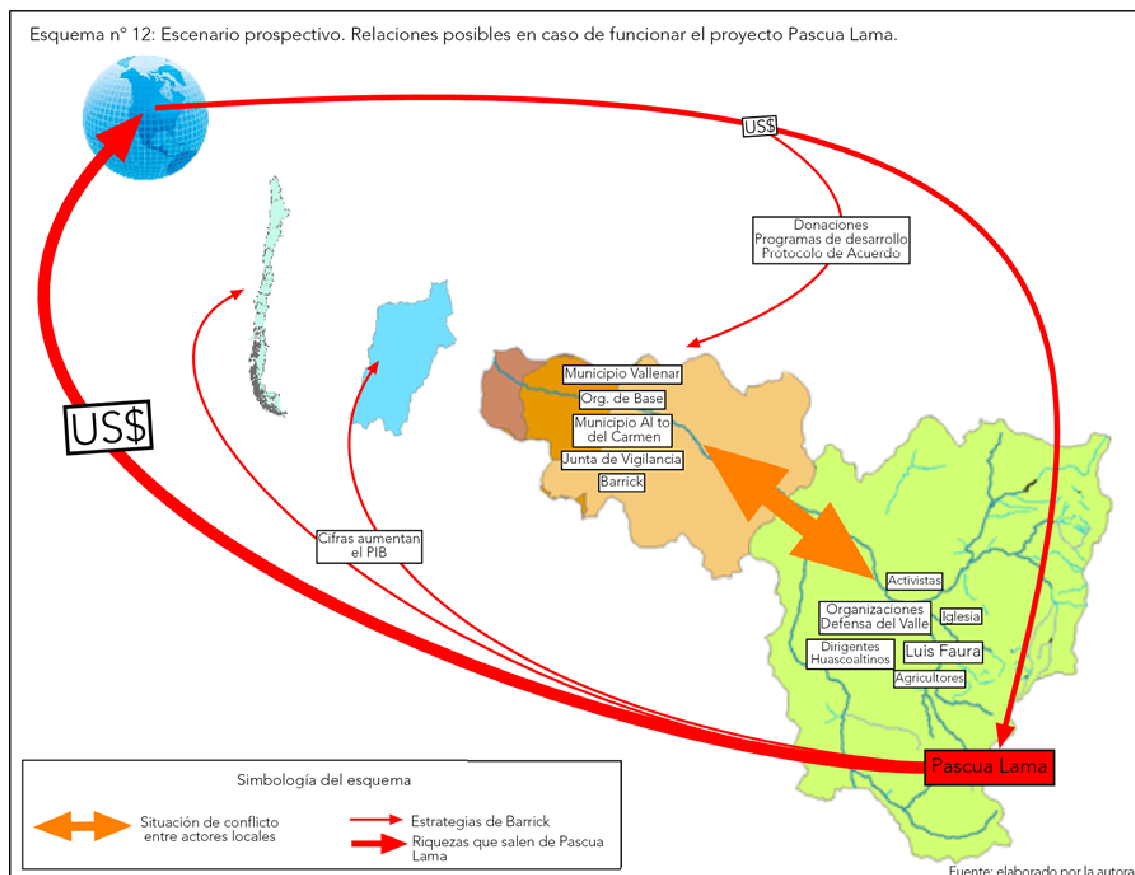 Esquema nº 12: Escenario prospectivo. Relaciones posibles en caso de funcionar el proyecto Pascua Lama.
US$
Donaciones
Programas de desarrollo
Protocolo de Acuerdo
Municipio Vallenar
Org. de Base
Municipio Al to
del Carmen
Junta de Vigilancia
Barrick
US$
Cifras aumentan
el PIB
Activistas
Organizaciones
Defensa del Valle
Iglesia
Dirigentes
Huascoaltinos
Luis Faura
Agricultores
Pascua Lama
Simbología del esquema
Situación de conflicto
entre actores locales
Estrategias de Barrick
Riquezas que salen de Pascua
Lama
Fuente: elaborado por la autora